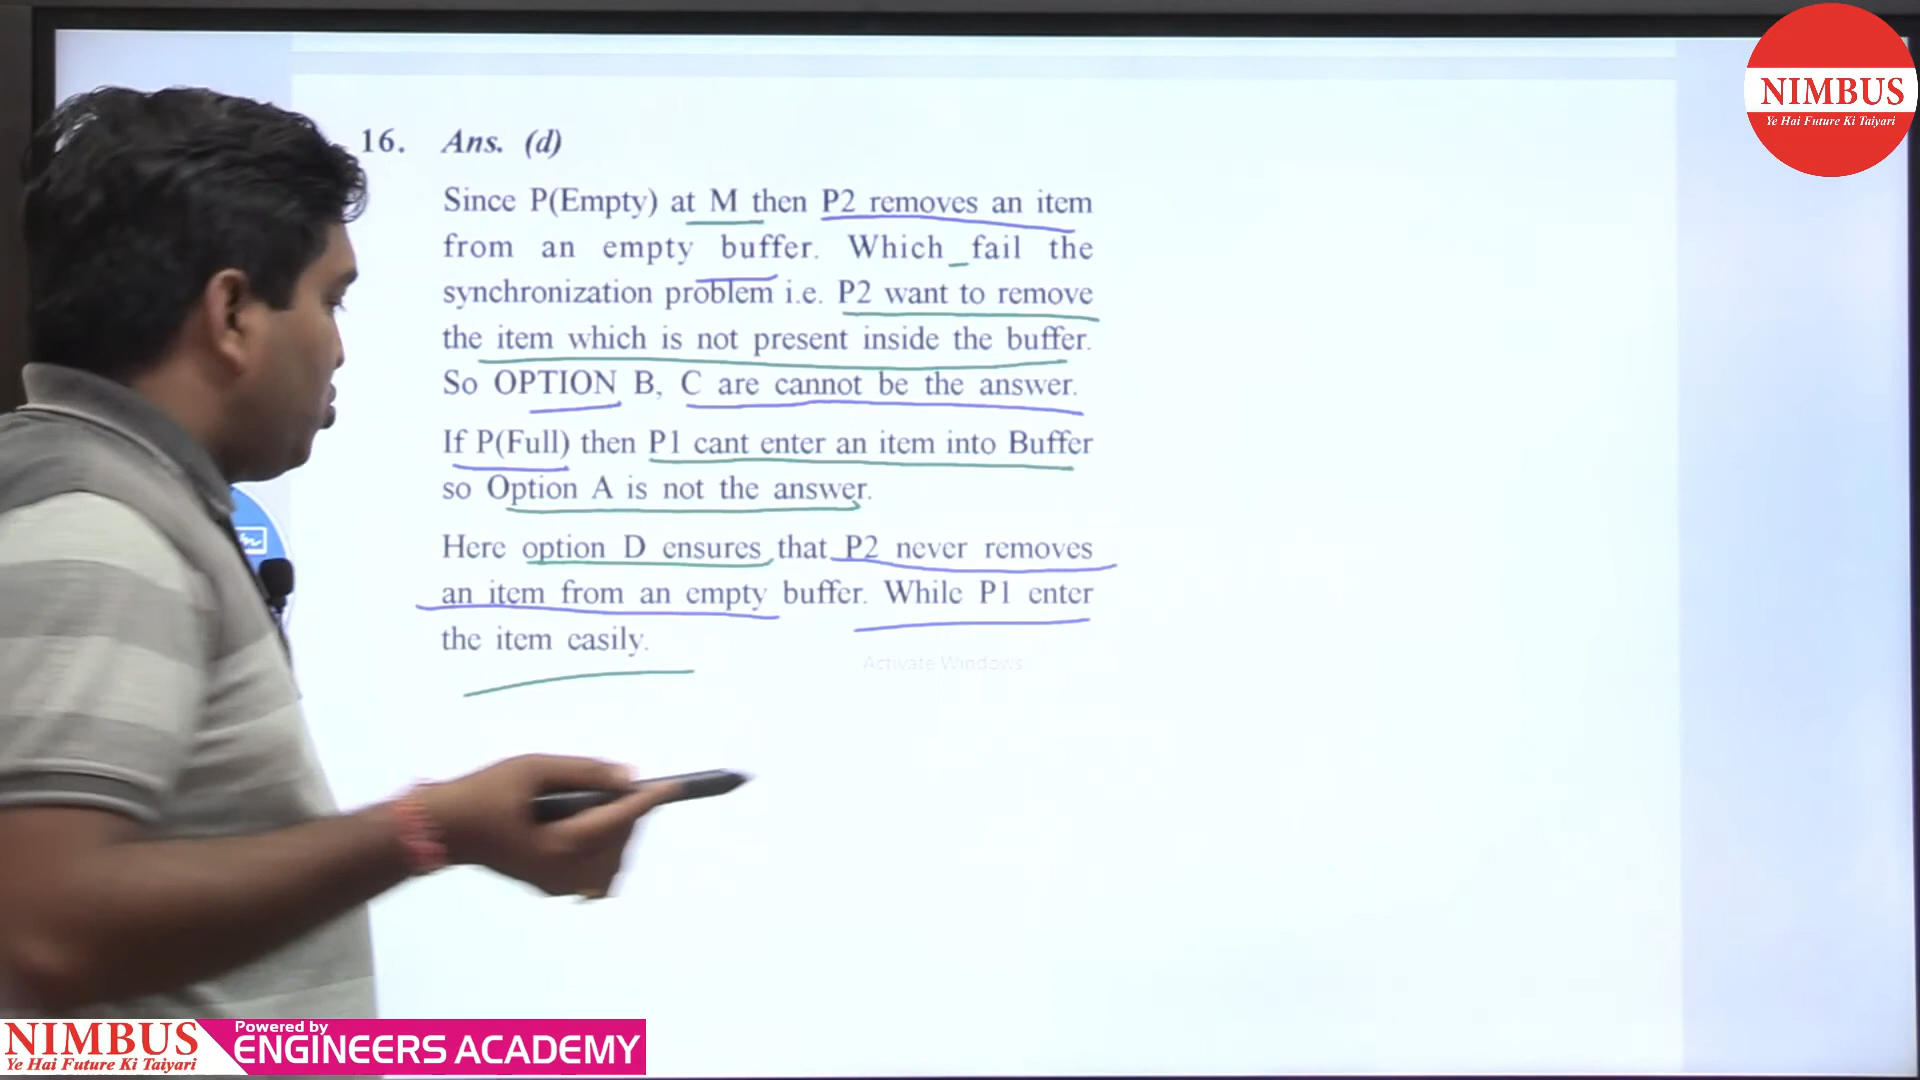 NIMBUS
Ye Hai Future Ki Taiyari
16. Ans. (d)
Since P(Empty) at M then P2 removes an item
from an empty buffer. Which fail the
synchronization problem i.e. P2 want to remove
the item which is not present inside the buffer.
So OPTION B, C are cannot be the answer.
If P(Full) then P1 cant enter an item into Buffer
so Option A is not the answer.
Here option D ensures that P2 never removes
an item from an empty buffer. While P1 enter
the item easily.
Activate Windows
NIMBUS
Ye Hai Future Ki Taiyari
Powered by
ENGINEERS ACADEMY